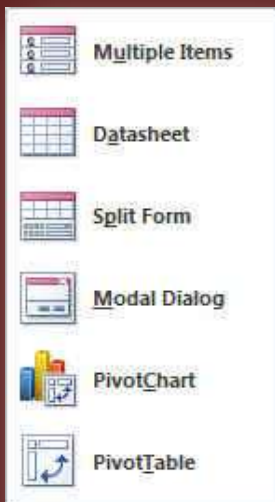 Multiple Items
Datasheet
Split Form
Modal Dialog
PivotChart
PivotTable